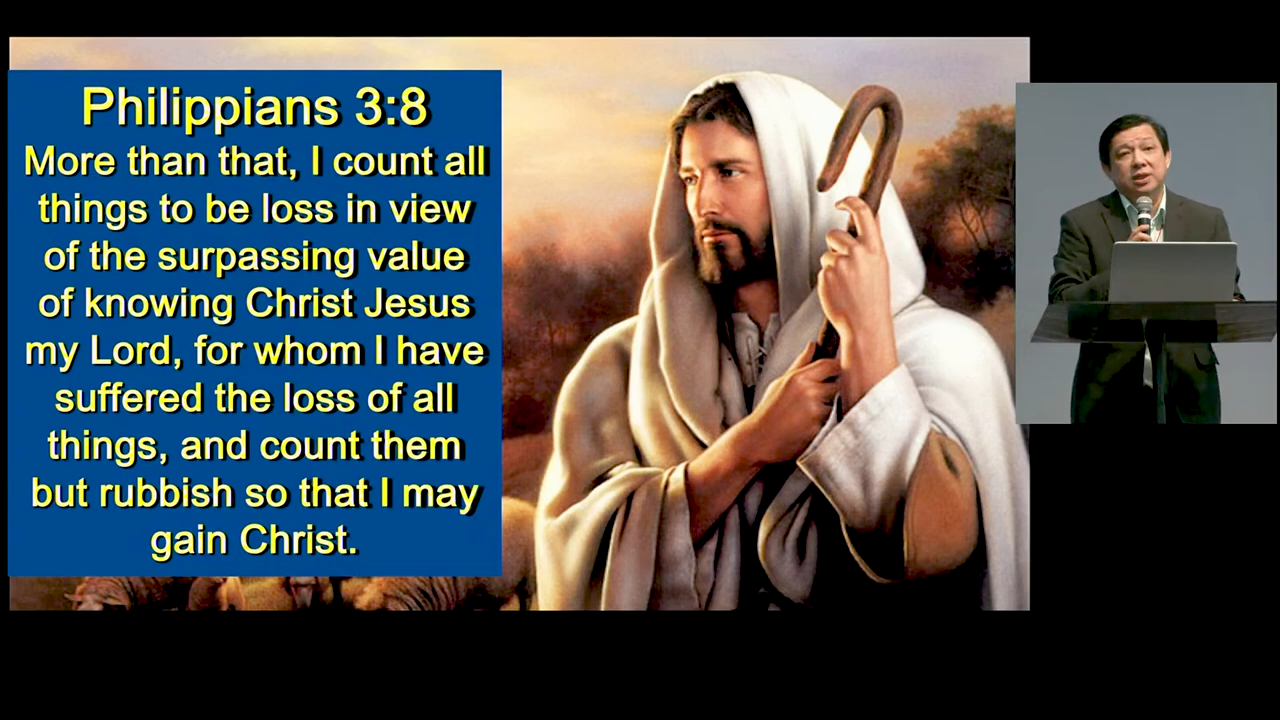 Philippians 3:8
More than that, I count all
things to be loss in view
of the surpassing value
of knowing Christ Jesus
my Lord, for whom I have
suffered the loss of all
things, and count them
but rubbish so that I may
gain Christ.